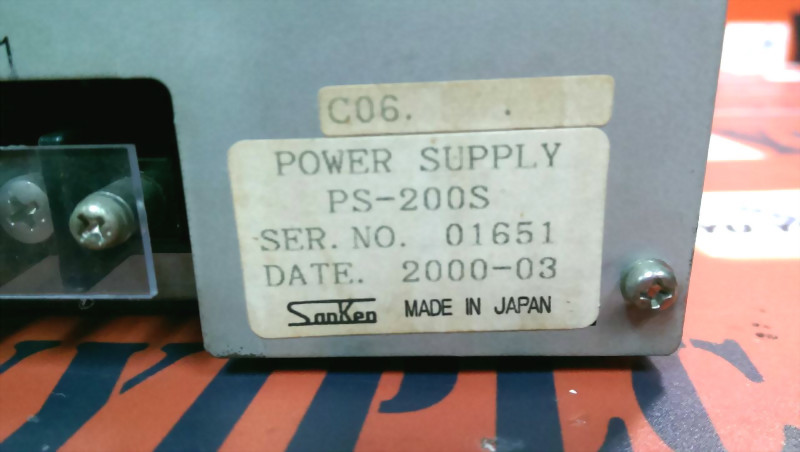 C06. .
POWER SUPPLY
PS-200S
SER. NO. 01651
DATE. 2000-03
SanKen MADE IN JAPAN